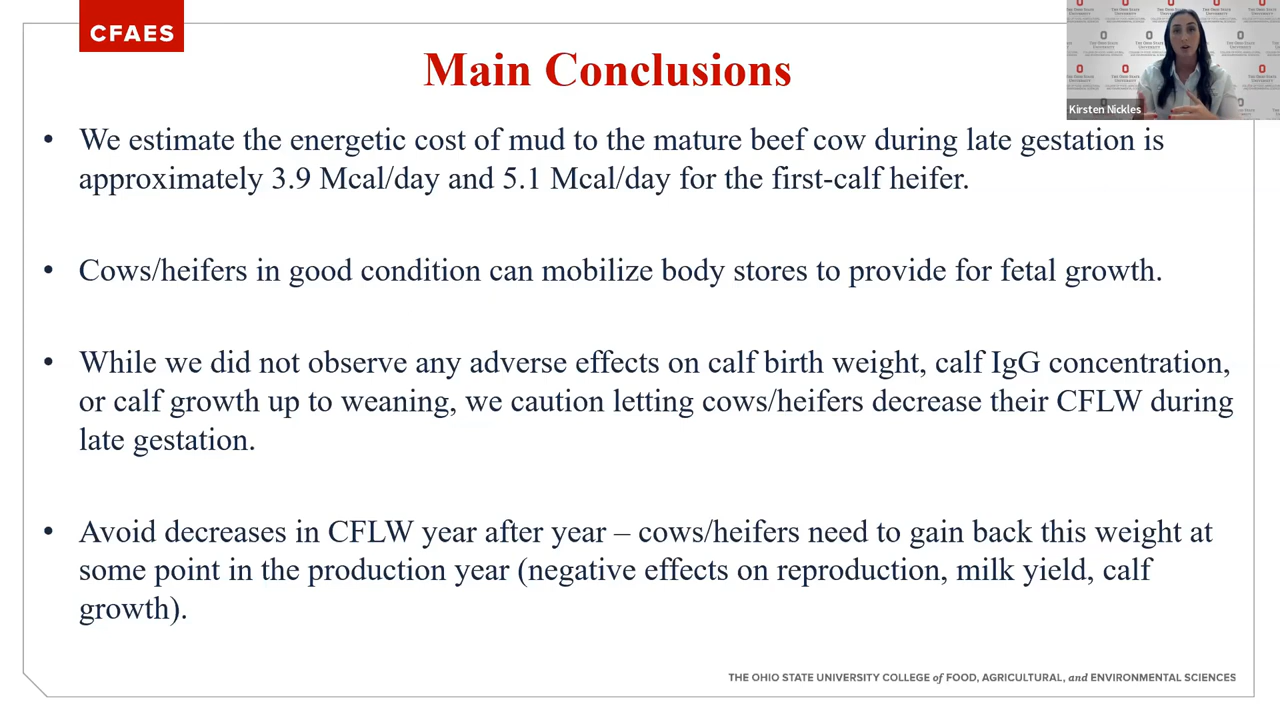 CFAES
Main Conclusions
Kirsten Nickles
• We estimate the energetic cost of mud to the mature beef cow during late gestation is
approximately 3.9 Mcal/day and 5.1 Mcal/day for the first-calf heifer.
• Cows/heifers in good condition can mobilize body stores to provide for fetal growth.
• While we did not observe any adverse effects on calf birth weight, calf IgG concentration,
or calf growth up to weaning, we caution letting cows/heifers decrease their CFLW during
late gestation.
• Avoid decreases in CFLW year after year – cows/heifers need to gain back this weight at
some point in the production year (negative effects on reproduction, milk yield, calf
growth).
THE OHIO STATE UNIVERSITY COLLEGE of FOOD, AGRICULTURAL, and ENVIRONMENTAL SCIENCES